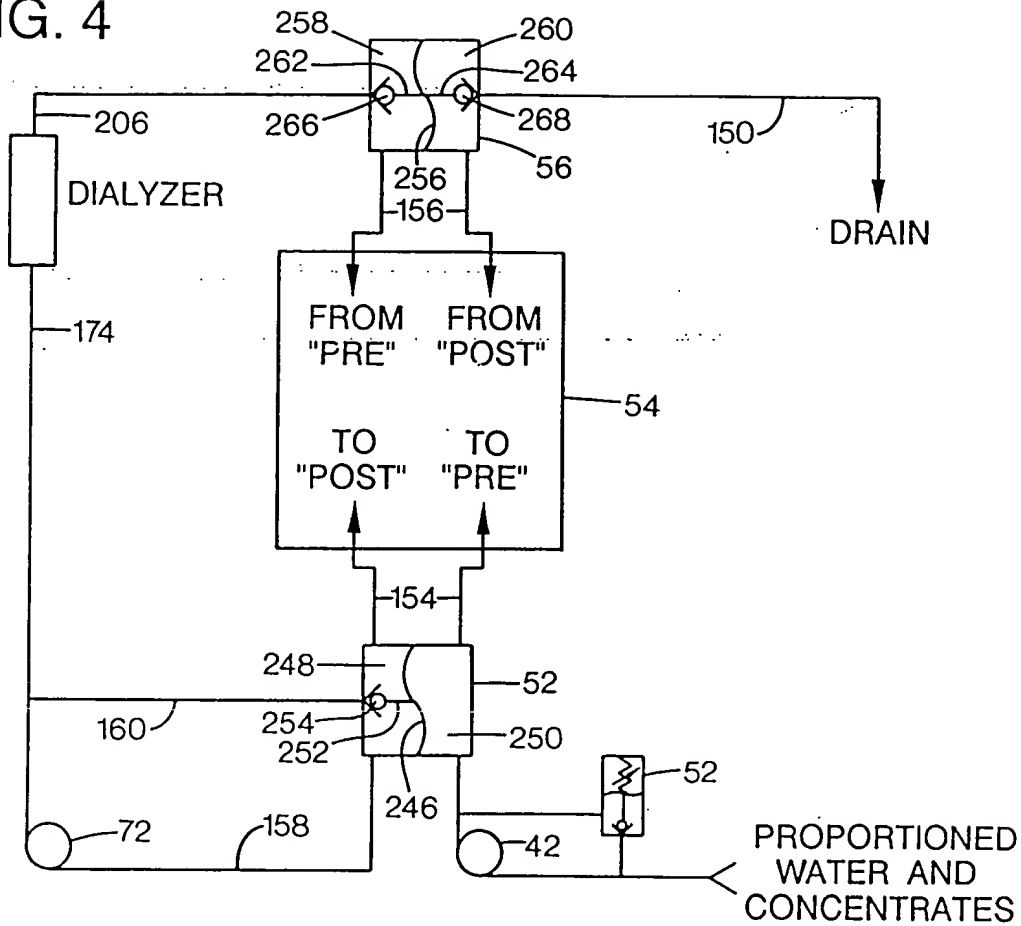 FIG. 4
258
260
262
264
206
266
268
150
256
56
DIALYZER
156
DRAIN
FROM "PRE"
FROM "POST"
174
54
TO "POST"
TO "PRE"
154
248
52
160
254
252
250
246
52
72
158
42
PROPORTIONED
WATER AND
CONCENTRATES